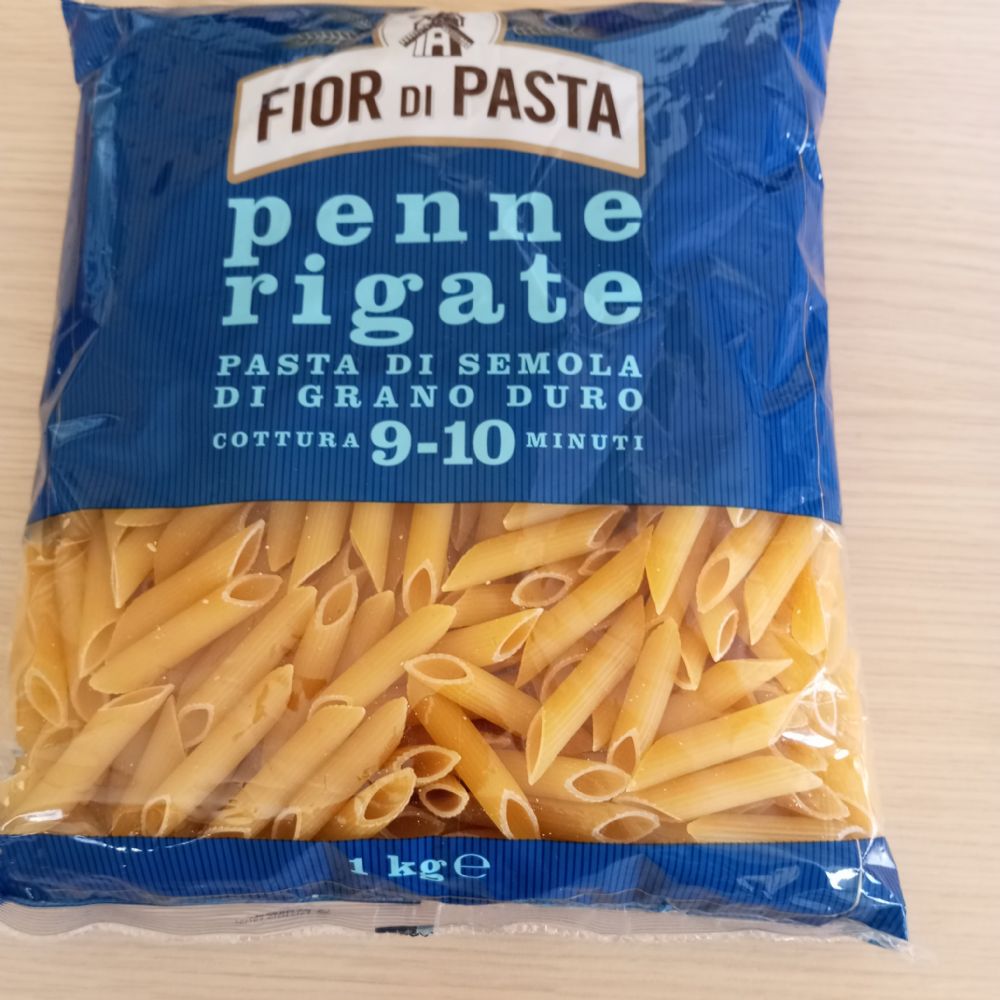 FIOR DI PASTA
penne
rigate
PASTA DI SEMOLA
DI GRANO DURO
COTTURA 9-10 MINUTI
1 kg ℮